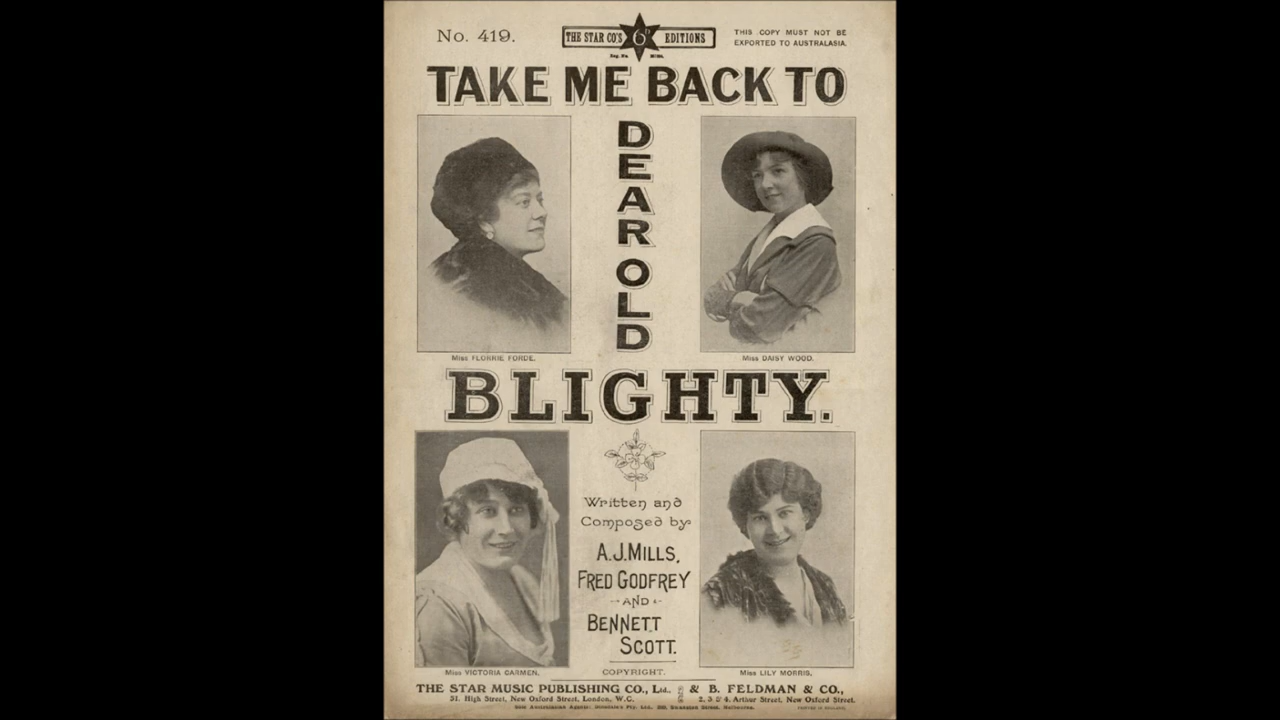 No. 419.
THE STAR CO'S 6D EDITIONS
THIS COPY MUST NOT BE
EXPORTED TO AUSTRALASIA.
TAKE ME BACK TO
DEAR OLD
Miss FLORRIE FORDE.
Miss DAISY WOOD.
BLIGHTY.
Written and
Composed by
A.J.MILLS,
FRED GODFREY
AND
BENNETT
SCOTT.
Miss VICTORIA CARMEN.
COPYRIGHT.
Miss LILY MORRIS.
THE STAR MUSIC PUBLISHING CO., Ltd., & B. FELDMAN & CO.,
51, High Street, New Oxford Street, London, W.C. 2, 3 & 4, Arthur Street, New Oxford Street.